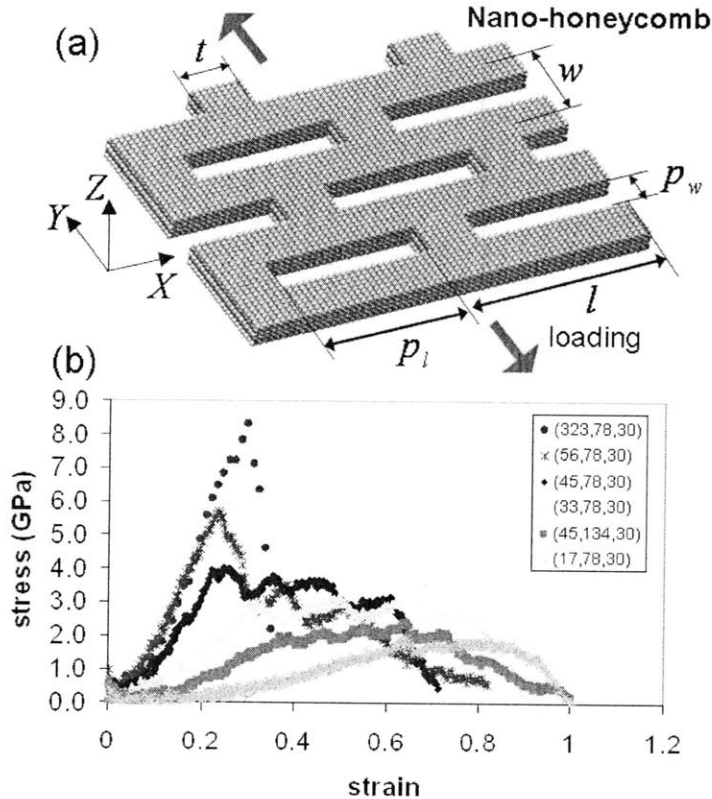 Nano-honeycomb
(a)
t
w
p_w
Z
Y
X
l
p_l
loading
(b)
9.0
8.0
7.0
6.0
5.0
4.0
3.0
2.0
1.0
0.0
stress (GPa)
(323,78,30)
(56,78,30)
(45,78,30)
(33,78,30)
(45,134,30)
(17,78,30)
0 0.2 0.4 0.6 0.8 1 1.2
strain